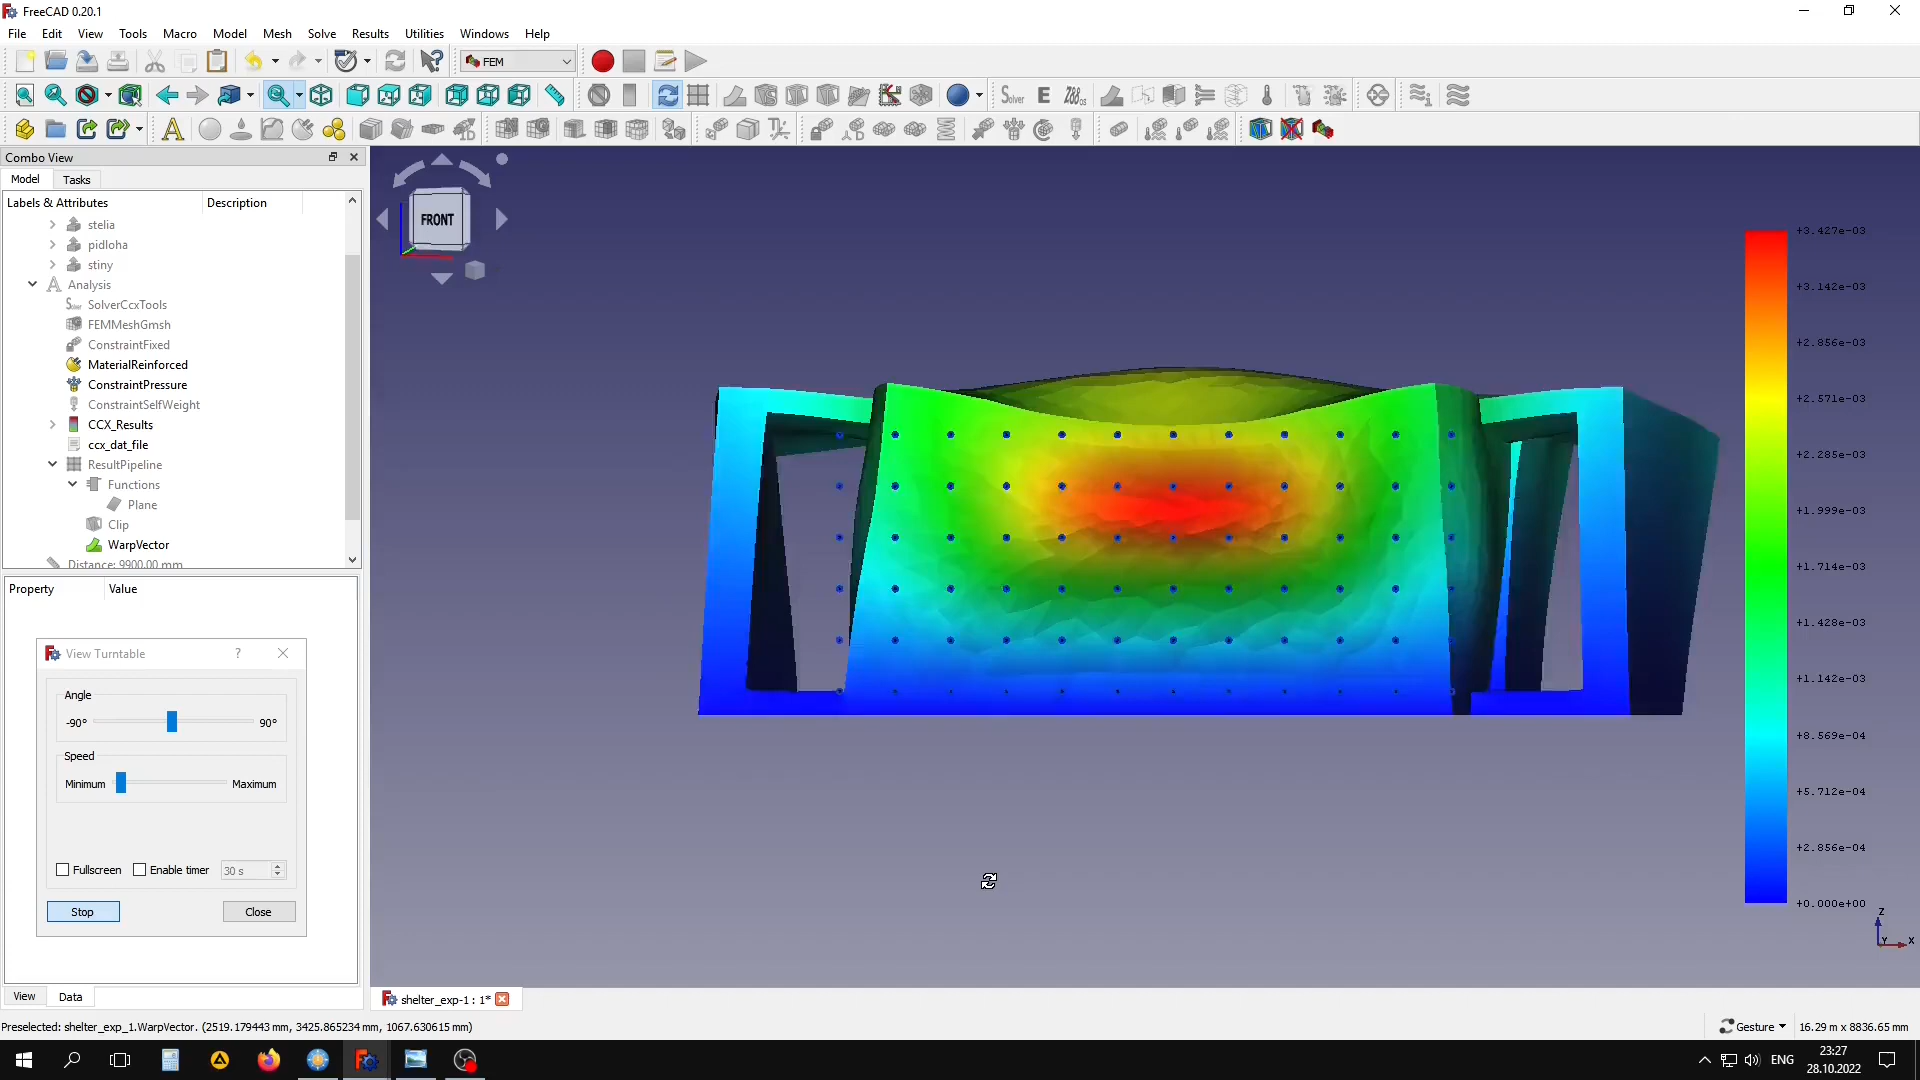 FreeCAD 0.20.1
File Edit View Tools Macro Model Mesh Solve Results Utilities Windows Help
FEM
Solver E Z88os
Combo View
Model Tasks
Labels & Attributes Description
stelia
pidloha
stiny
Analysis
SolverCcxTools
FEMMeshGmsh
ConstraintFixed
MaterialReinforced
ConstraintPressure
ConstraintSelfWeight
CCX_Results
ccx_dat_file
ResultPipeline
Functions
Plane
Clip
WarpVector
Distance: 9900.00 mm
Property Value
View Turntable ?
Angle
-90° 90°
Speed
Minimum Maximum
Fullscreen Enable timer 30 s
Stop Close
View Data
FRONT
+3.427e-03
+3.142e-03
+2.856e-03
+2.571e-03
+2.285e-03
+1.999e-03
+1.714e-03
+1.428e-03
+1.142e-03
+8.569e-04
+5.712e-04
+2.856e-04
+0.000e+00
Z
Y X
shelter_exp-1 : 1*
Preselected: shelter_exp_1.WarpVector. (2519.179443 mm, 3425.865234 mm, 1067.630615 mm)
Gesture 16.29 m x 8836.65 mm
ENG
23:27
28.10.2022